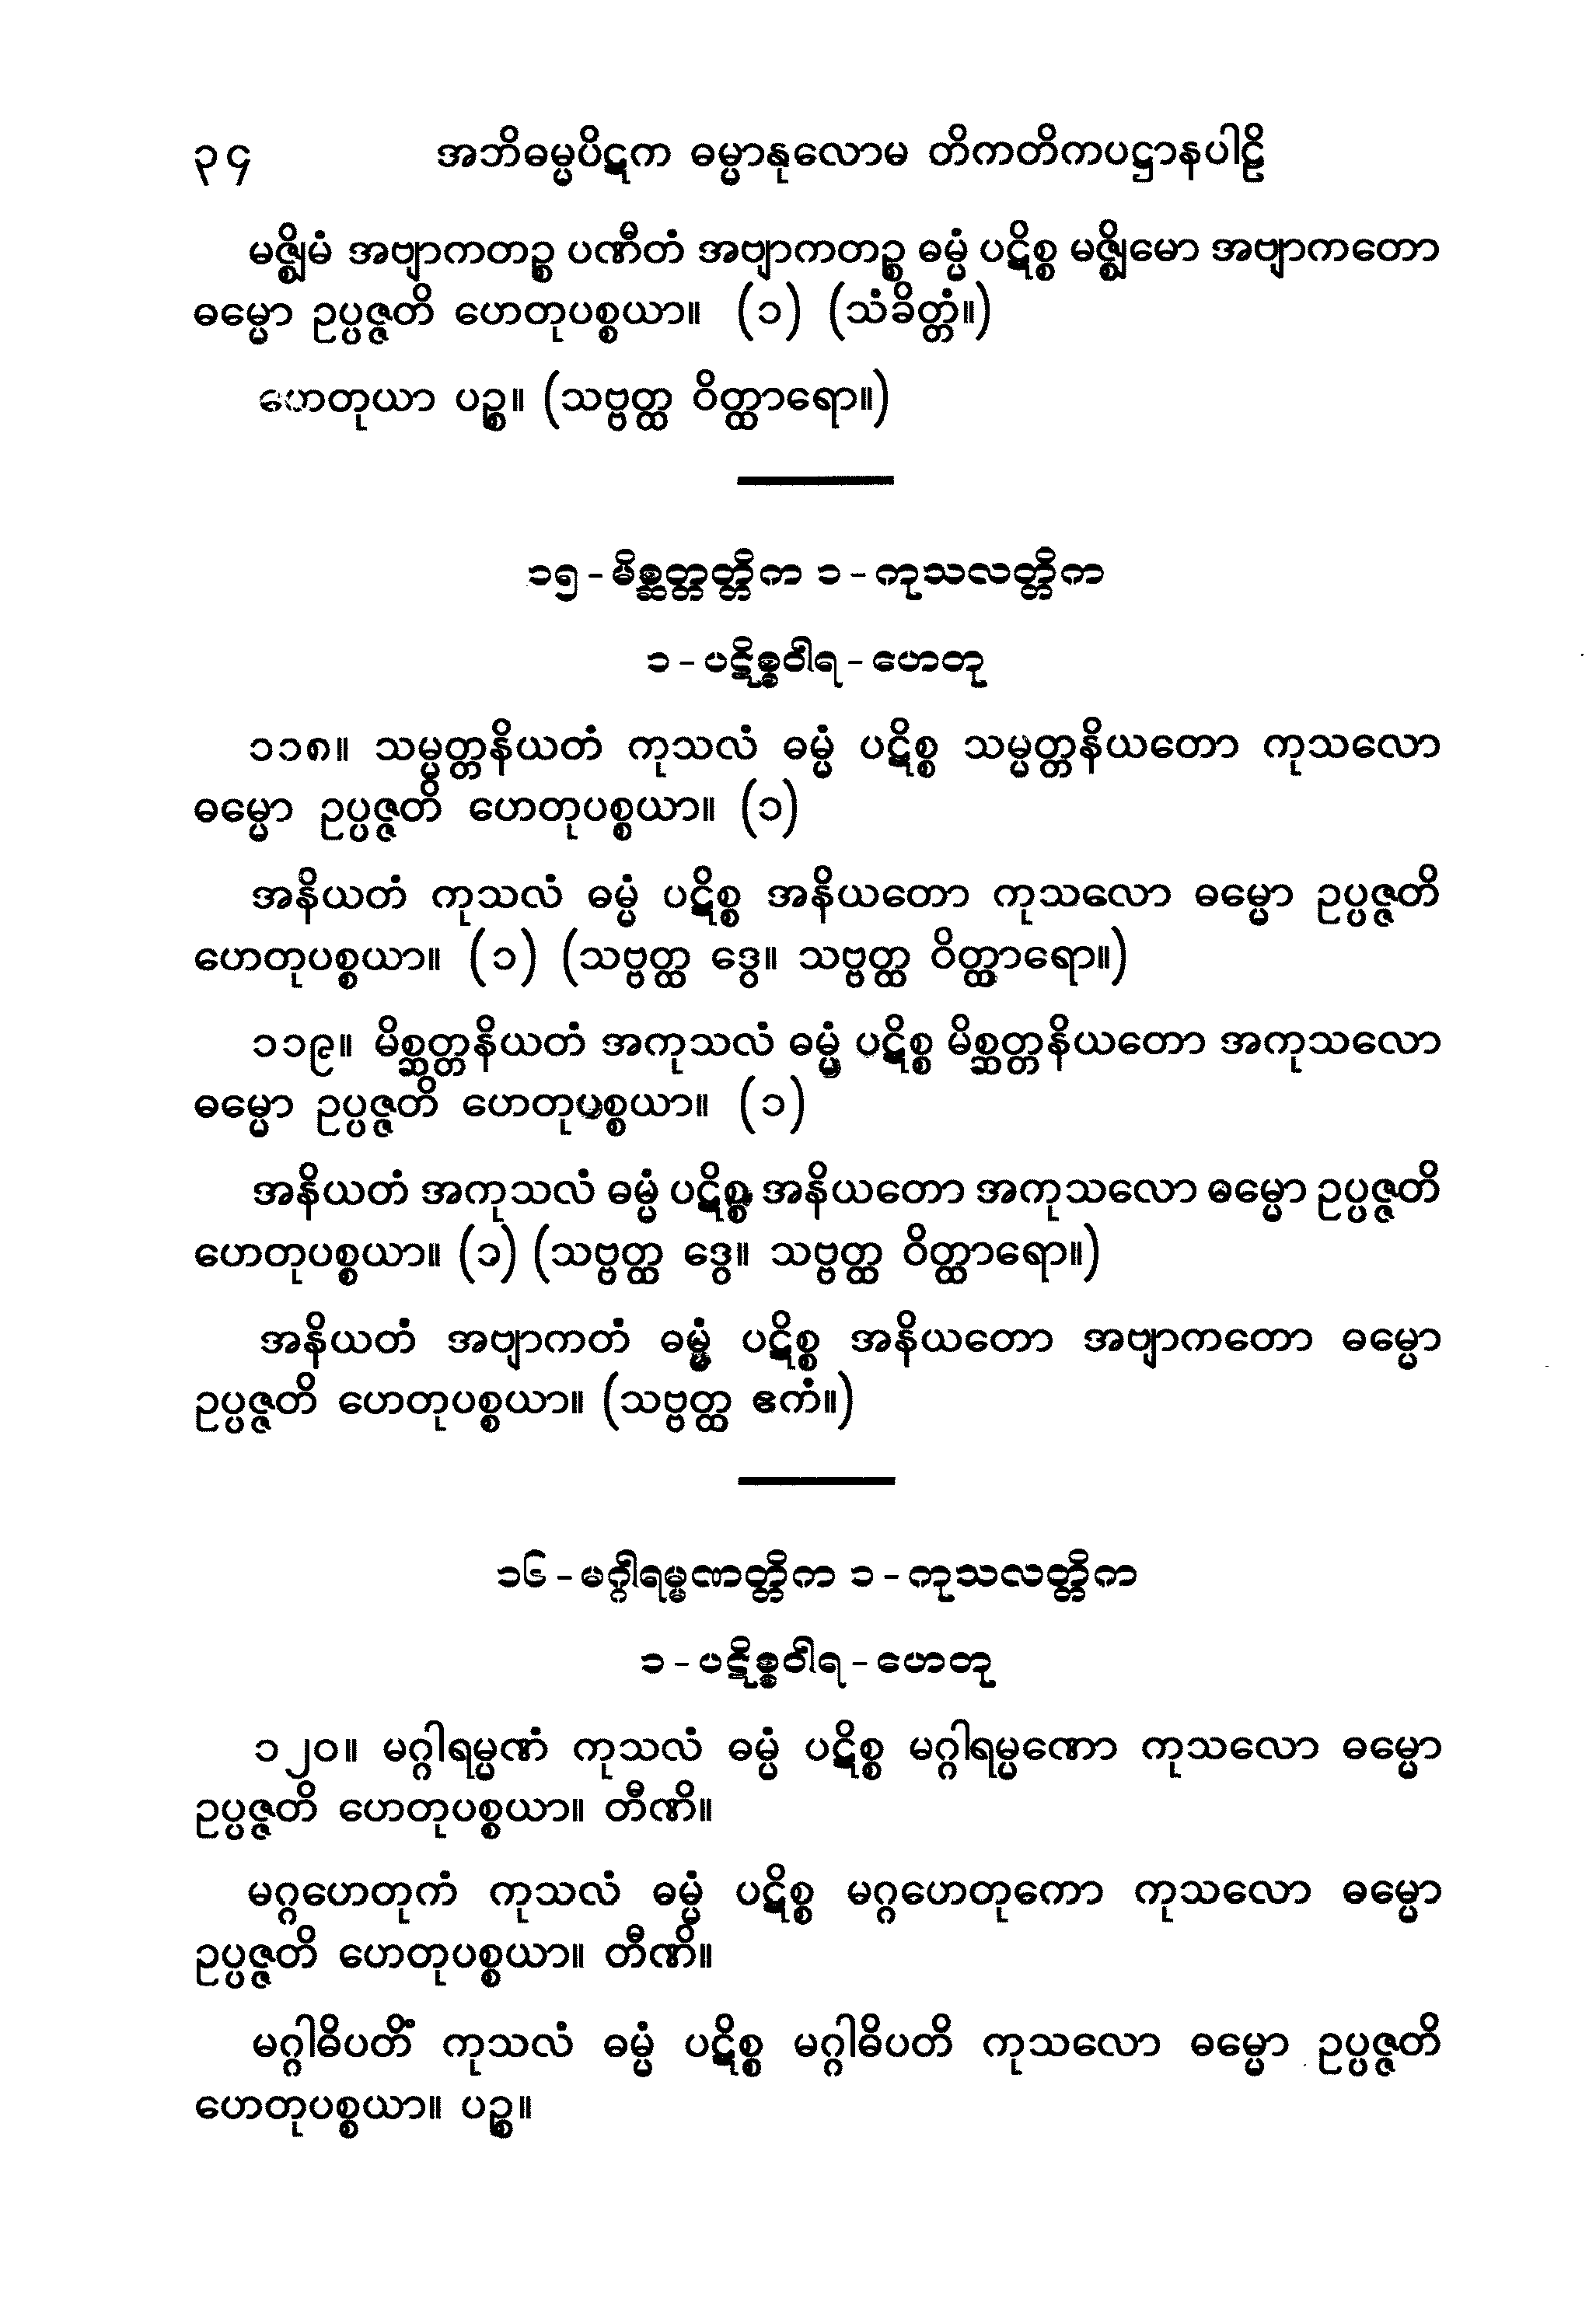 ၃၄ အဘိဓမ္မပိဋက ဓမ္မာနုလောမ တိကတိကပဋ္ဌာနပါဠိ
မဇ္ဈိမံ အဗျာကတဉ္စ ပဏီတံ အဗျာကတဉ္စ ဓမ္မံ ပဋိစ္စ မဇ္ဈိမော အဗျာကတော
ဓမ္မော ဥပ္ပဇ္ဇတိ ဟေတုပစ္စယာ။ (၁) (သံခိတ္တံ။)
ဟေတုယာ ပဉ္စ။ (သဗ္ဗတ္ထ ဝိတ္ထာရော။)
၁၅ - မိစ္ဆတ္တတ္တိက ၁ - ကုသလတ္တိက
၁ - ပဋိစ္စဝါရ - ဟေတု
၁၁၈။ သမ္မတ္တနိယတံ ကုသလံ ဓမ္မံ ပဋိစ္စ သမ္မတ္တနိယတော ကုသလော
ဓမ္မော ဥပ္ပဇ္ဇတိ ဟေတုပစ္စယာ။ (၁)
အနိယတံ ကုသလံ ဓမ္မံ ပဋိစ္စ အနိယတော ကုသလော ဓမ္မော ဥပ္ပဇ္ဇတိ
ဟေတုပစ္စယာ။ (၁) (သဗ္ဗတ္ထ ဒွေ။ သဗ္ဗတ္ထ ဝိတ္ထာရော။)
၁၁၉။ မိစ္ဆတ္တနိယတံ အကုသလံ ဓမ္မံ ပဋိစ္စ မိစ္ဆတ္တနိယတော အကုသလော
ဓမ္မော ဥပ္ပဇ္ဇတိ ဟေတုပစ္စယာ။ (၁)
အနိယတံ အကုသလံ ဓမ္မံ ပဋိစ္စ အနိယတော အကုသလော ဓမ္မော ဥပ္ပဇ္ဇတိ
ဟေတုပစ္စယာ။ (၁) (သဗ္ဗတ္ထ ဒွေ။ သဗ္ဗတ္ထ ဝိတ္ထာရော။)
အနိယတံ အဗျာကတံ ဓမ္မံ ပဋိစ္စ အနိယတော အဗျာကတော ဓမ္မော
ဥပ္ပဇ္ဇတိ ဟေတုပစ္စယာ။ (သဗ္ဗတ္ထ ဧကံ။)
၁၆ - မဂ္ဂါရမ္မဏတ္တိက ၁ - ကုသလတ္တိက
၁ - ပဋိစ္စဝါရ - ဟေတု
၁၂၀။ မဂ္ဂါရမ္မဏံ ကုသလံ ဓမ္မံ ပဋိစ္စ မဂ္ဂါရမ္မဏော ကုသလော ဓမ္မော
ဥပ္ပဇ္ဇတိ ဟေတုပစ္စယာ။ တီဏိ။
မဂ္ဂဟေတုကံ ကုသလံ ဓမ္မံ ပဋိစ္စ မဂ္ဂဟေတုကော ကုသလော ဓမ္မော
ဥပ္ပဇ္ဇတိ ဟေတုပစ္စယာ။ တီဏိ။
မဂ္ဂါဓိပတိံ ကုသလံ ဓမ္မံ ပဋိစ္စ မဂ္ဂါဓိပတိ ကုသလော ဓမ္မော ဥပ္ပဇ္ဇတိ
ဟေတုပစ္စယာ။ ပဉ္စ။